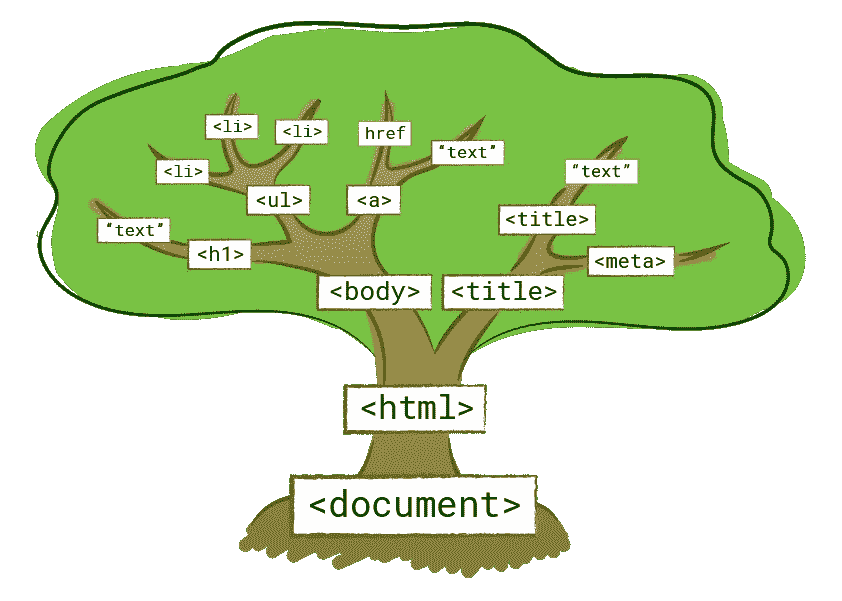 <li>
<li>
href
"text"
<li>
"text"
<ul>
<a>
<title>
"text"
<h1>
<meta>
<body>
<title>
<html>
<document>